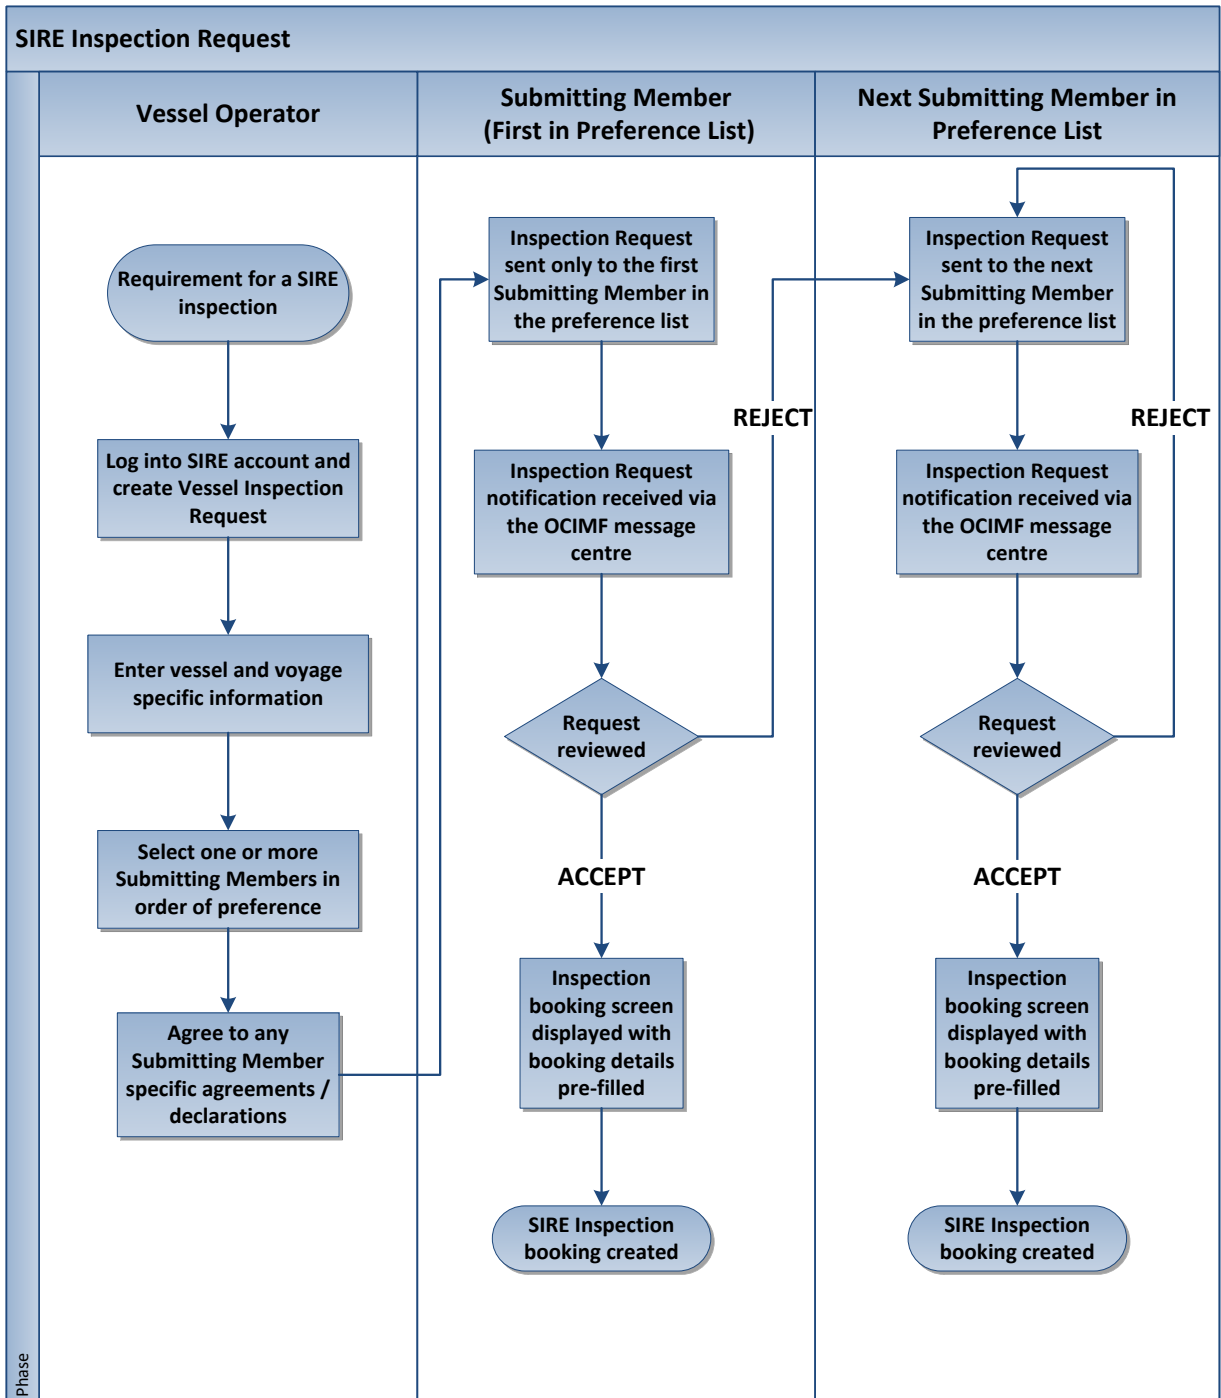 SIRE Inspection Request
Vessel Operator
Submitting Member
(First in Preference List)
Next Submitting Member in
Preference List
Requirement for a SIRE
inspection
Log into SIRE account and
create Vessel Inspection
Request
Enter vessel and voyage
specific information
Select one or more
Submitting Members in
order of preference
Agree to any
Submitting Member
specific agreements /
declarations
Inspection Request
sent only to the first
Submitting Member in
the preference list
REJECT
Inspection Request
notification received via
the OCIMF message
centre
Request
reviewed
ACCEPT
Inspection
booking screen
displayed with
booking details
pre-filled
SIRE Inspection
booking created
Inspection Request
sent to the next
Submitting Member
in the preference list
REJECT
Inspection Request
notification received via
the OCIMF message
centre
Request
reviewed
ACCEPT
Inspection
booking screen
displayed with
booking details
pre-filled
SIRE Inspection
booking created
Phase